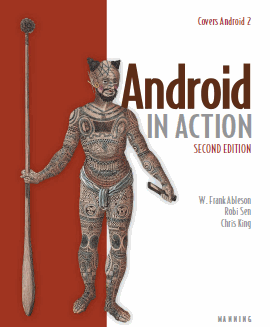 Covers Android 2
Android
IN ACTION
SECOND EDITION
W. Frank Ableson
Robi Sen
Chris King
MANNING